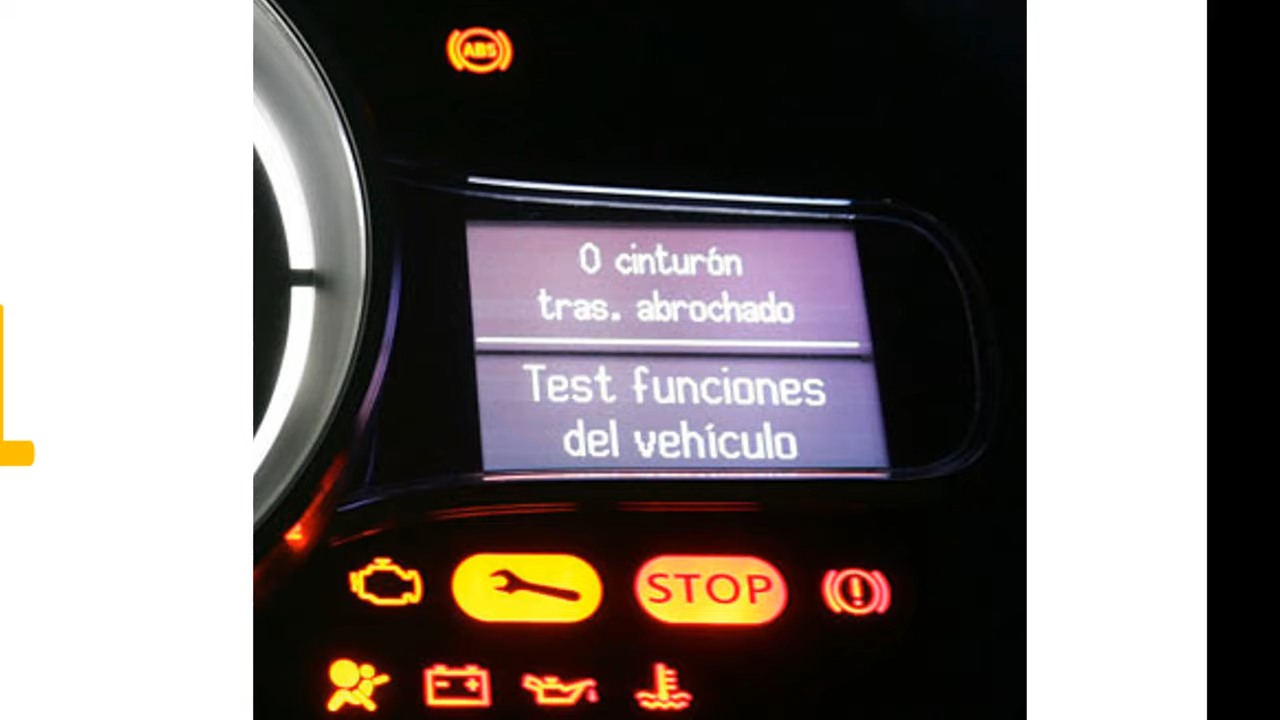 ABS
0 cinturón
tras. abrochado
Test funciones
del vehículo
STOP